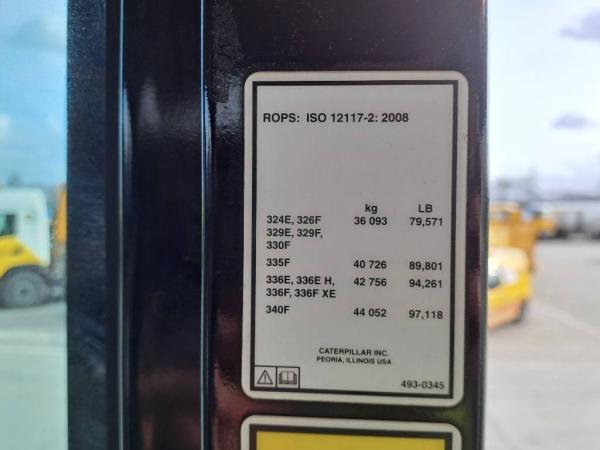 ROPS: ISO 12117-2: 2008
kg LB
324E, 326F 36 093 79,571
329E, 329F,
330F
335F 40 726 89,801
336E, 336E H, 42 756 94,261
336F, 336F XE
340F 44 052 97,118
CATERPILLAR INC.
PEORIA, ILLINOIS USA
493-0345